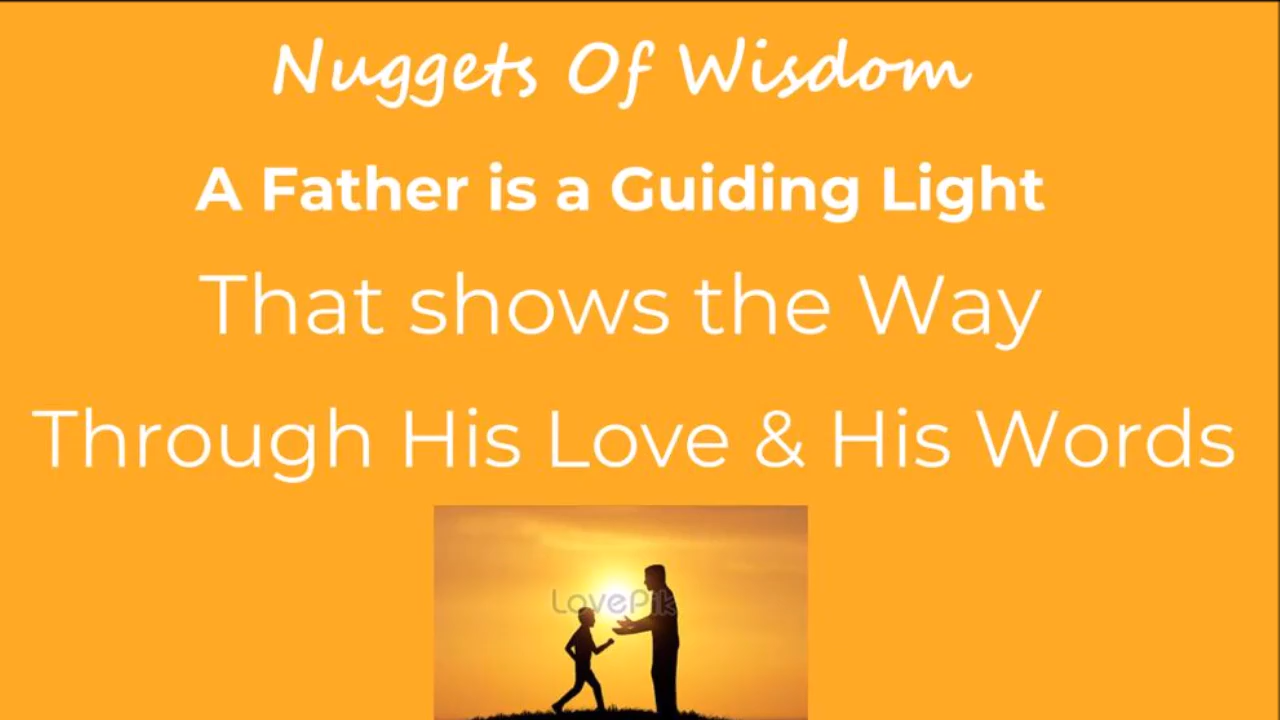 Nuggets Of Wisdom
A Father is a Guiding Light
That shows the Way
Through His Love & His Words
LovePik